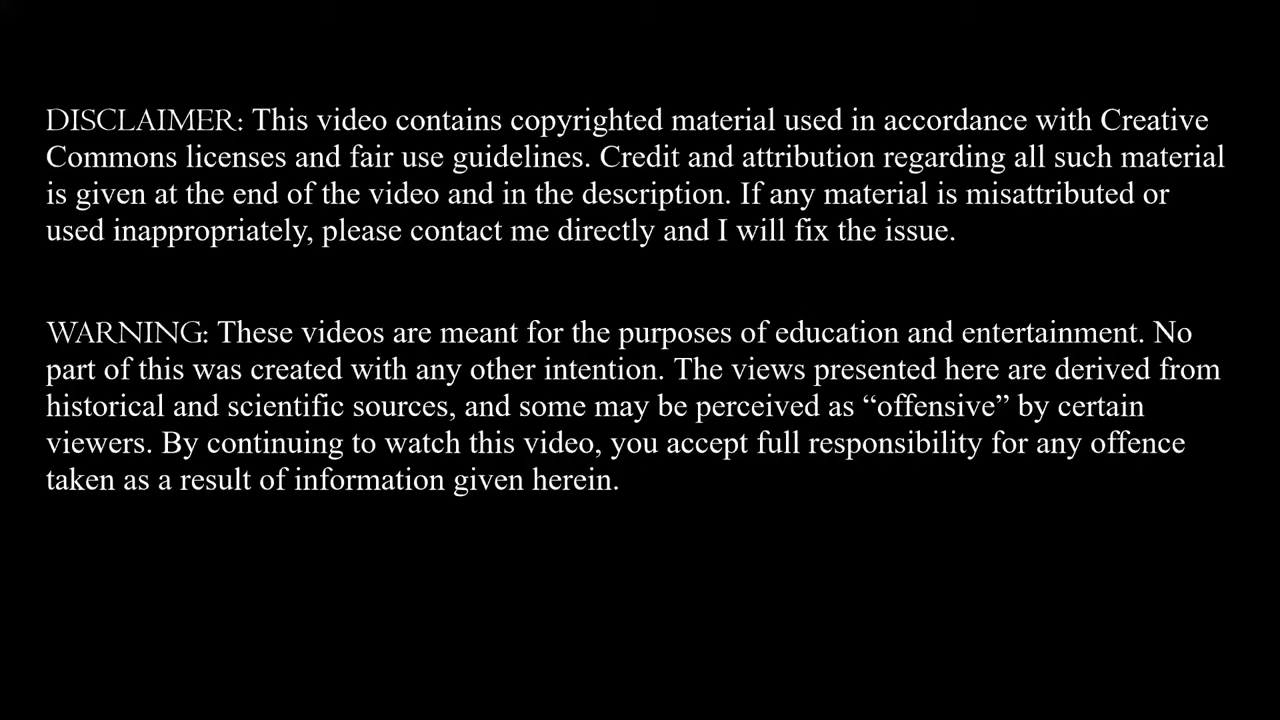 DISCLAIMER: This video contains copyrighted material used in accordance with Creative
Commons licenses and fair use guidelines. Credit and attribution regarding all such material
is given at the end of the video and in the description. If any material is misattributed or
used inappropriately, please contact me directly and I will fix the issue.
WARNING: These videos are meant for the purposes of education and entertainment. No
part of this was created with any other intention. The views presented here are derived from
historical and scientific sources, and some may be perceived as “offensive” by certain
viewers. By continuing to watch this video, you accept full responsibility for any offence
taken as a result of information given herein.